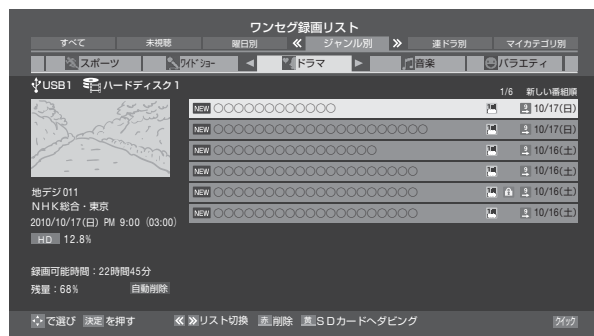 ワンセグ録画リスト
すべて 未視聴 曜日別 ≪ ジャンル別 ≫ 連ドラ別 マイカテゴリ別
スポーツ ワイドショー ◀ ドラマ ▶ 音楽 バラエティ
USB1 ハードディスク1
1/6 新しい番組順
NEW 〇〇〇〇〇〇〇〇〇〇〇〇 10/17(日)
NEW 〇〇〇〇〇〇〇〇〇〇〇〇〇〇〇〇〇〇〇〇〇 10/17(日)
NEW 〇〇〇〇〇〇〇〇〇〇〇〇〇〇〇〇 10/16(土)
NEW 〇〇〇〇〇〇〇〇〇〇〇〇〇〇〇〇〇〇〇〇 10/16(土)
NEW 〇〇〇〇〇〇〇〇〇〇〇〇〇〇〇〇〇〇〇〇 10/16(土)
NEW 〇〇〇〇〇〇〇〇〇〇〇〇〇〇〇〇〇〇〇〇 10/16(土)
地デジ011
NHK総合・東京
2010/10/17(日) PM 9:00 (03:00)
HD 12.8%
録画可能時間：22時間45分
残量：68% 自動削除
で選び 決定 を押す ≪ ≫リスト切換 赤 削除 黄 SDカードへダビング クイック